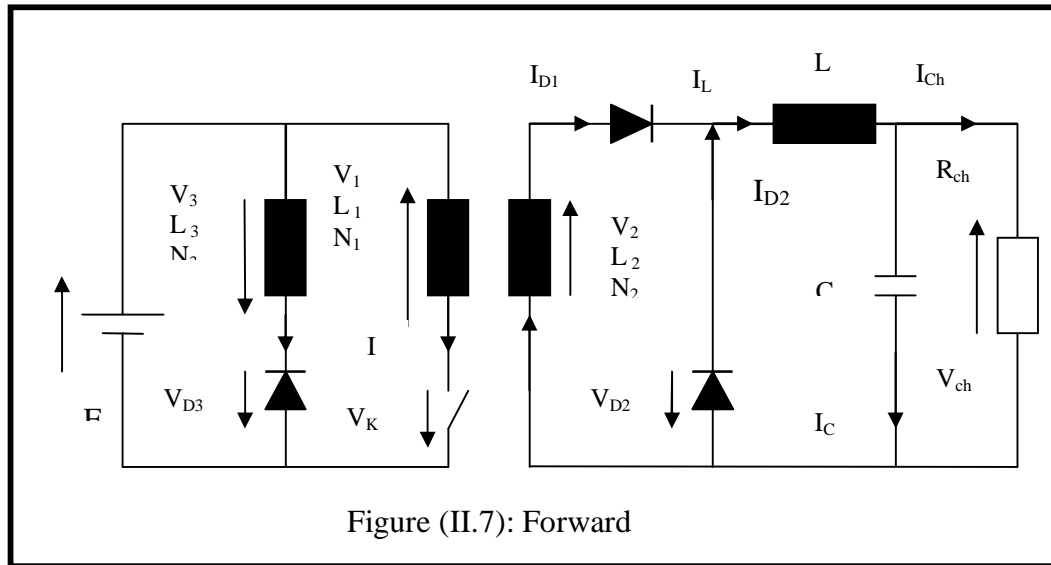 I_D1
I_L
L
I_Ch
V_3
L_3
V_1
L_1
N_1
V_2
L_2
N_2
I_D2
R_ch
I
V_D3
V_K
V_D2
I_C
V_ch
Figure (II.7): Forward